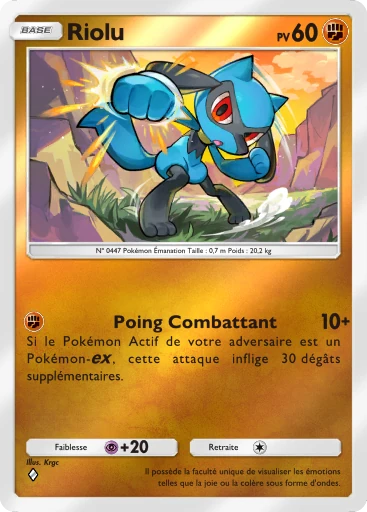 BASE Riolu PV 60
N° 0447 Pokémon Émanation Taille : 0,7 m Poids : 20,2 kg
Poing Combattant 10+
Si le Pokémon Actif de votre adversaire est un
Pokémon-ex, cette attaque inflige 30 dégâts
supplémentaires.
Faiblesse +20 Retraite
Illus. Krgc
Il possède la faculté unique de visualiser les émotions
telles que la joie ou la colère sous forme d'ondes.